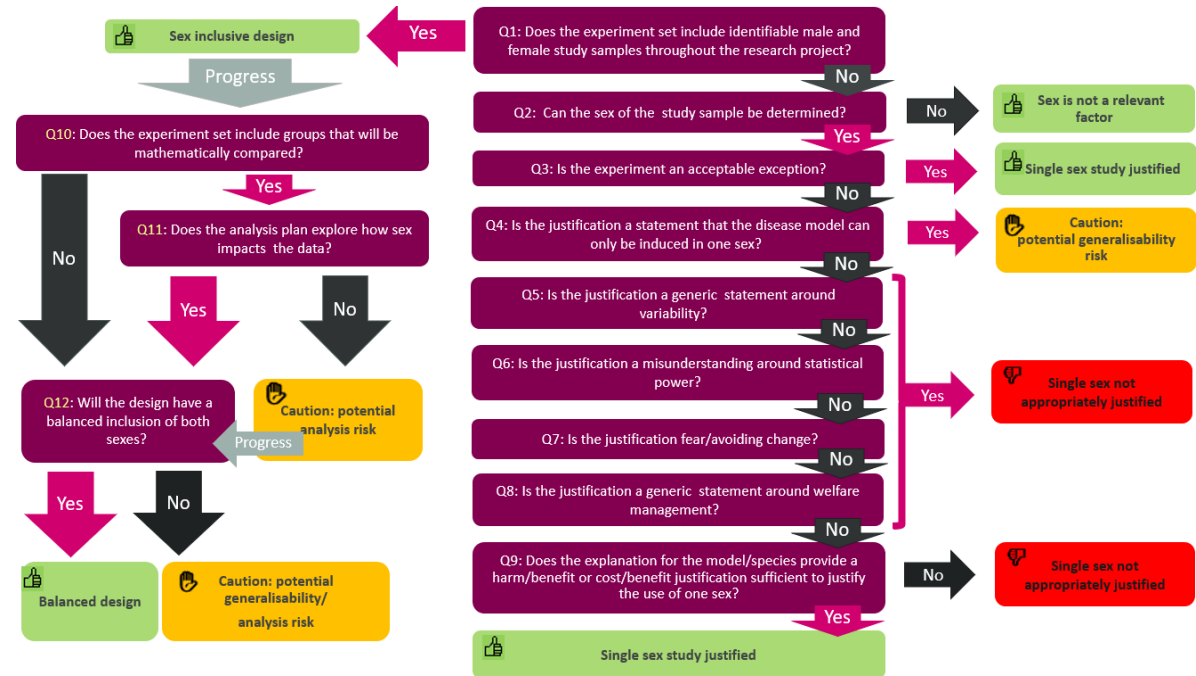 Sex inclusive design
Yes
Q1: Does the experiment set include identifiable male and
female study samples throughout the research project?
Progress
No
Q2:  Can the sex of the  study sample be determined?
No
Sex is not a relevant
factor
Yes
Q10: Does the experiment set include groups that will be
mathematically compared?
Q3: Is the experiment an acceptable exception?
Yes
Single sex study justified
Yes
No
Q11: Does the analysis plan explore how sex
impacts  the data?
Q4: Is the justification a statement that the disease model can
only be induced in one sex?
Yes
Caution:
potential generalisability
risk
No
No
Yes
No
Q5: Is the justification a generic  statement around
variability?
No
Q6: Is the justification a misunderstanding around statistical
power?
No
Yes
Single sex not
appropriately justified
Q12: Will the design have a
balanced inclusion of both
sexes?
Caution: potential
analysis risk
Progress
Q7: Is the justification fear/avoiding change?
No
Q8: Is the justification a generic  statement around welfare
management?
No
Yes
No
Q9: Does the explanation for the model/species provide a
harm/benefit or cost/benefit justification sufficient to justify
the use of one sex?
No
Single sex not
appropriately justified
Yes
Balanced design
Caution: potential
generalisability/
analysis risk
Single sex study justified